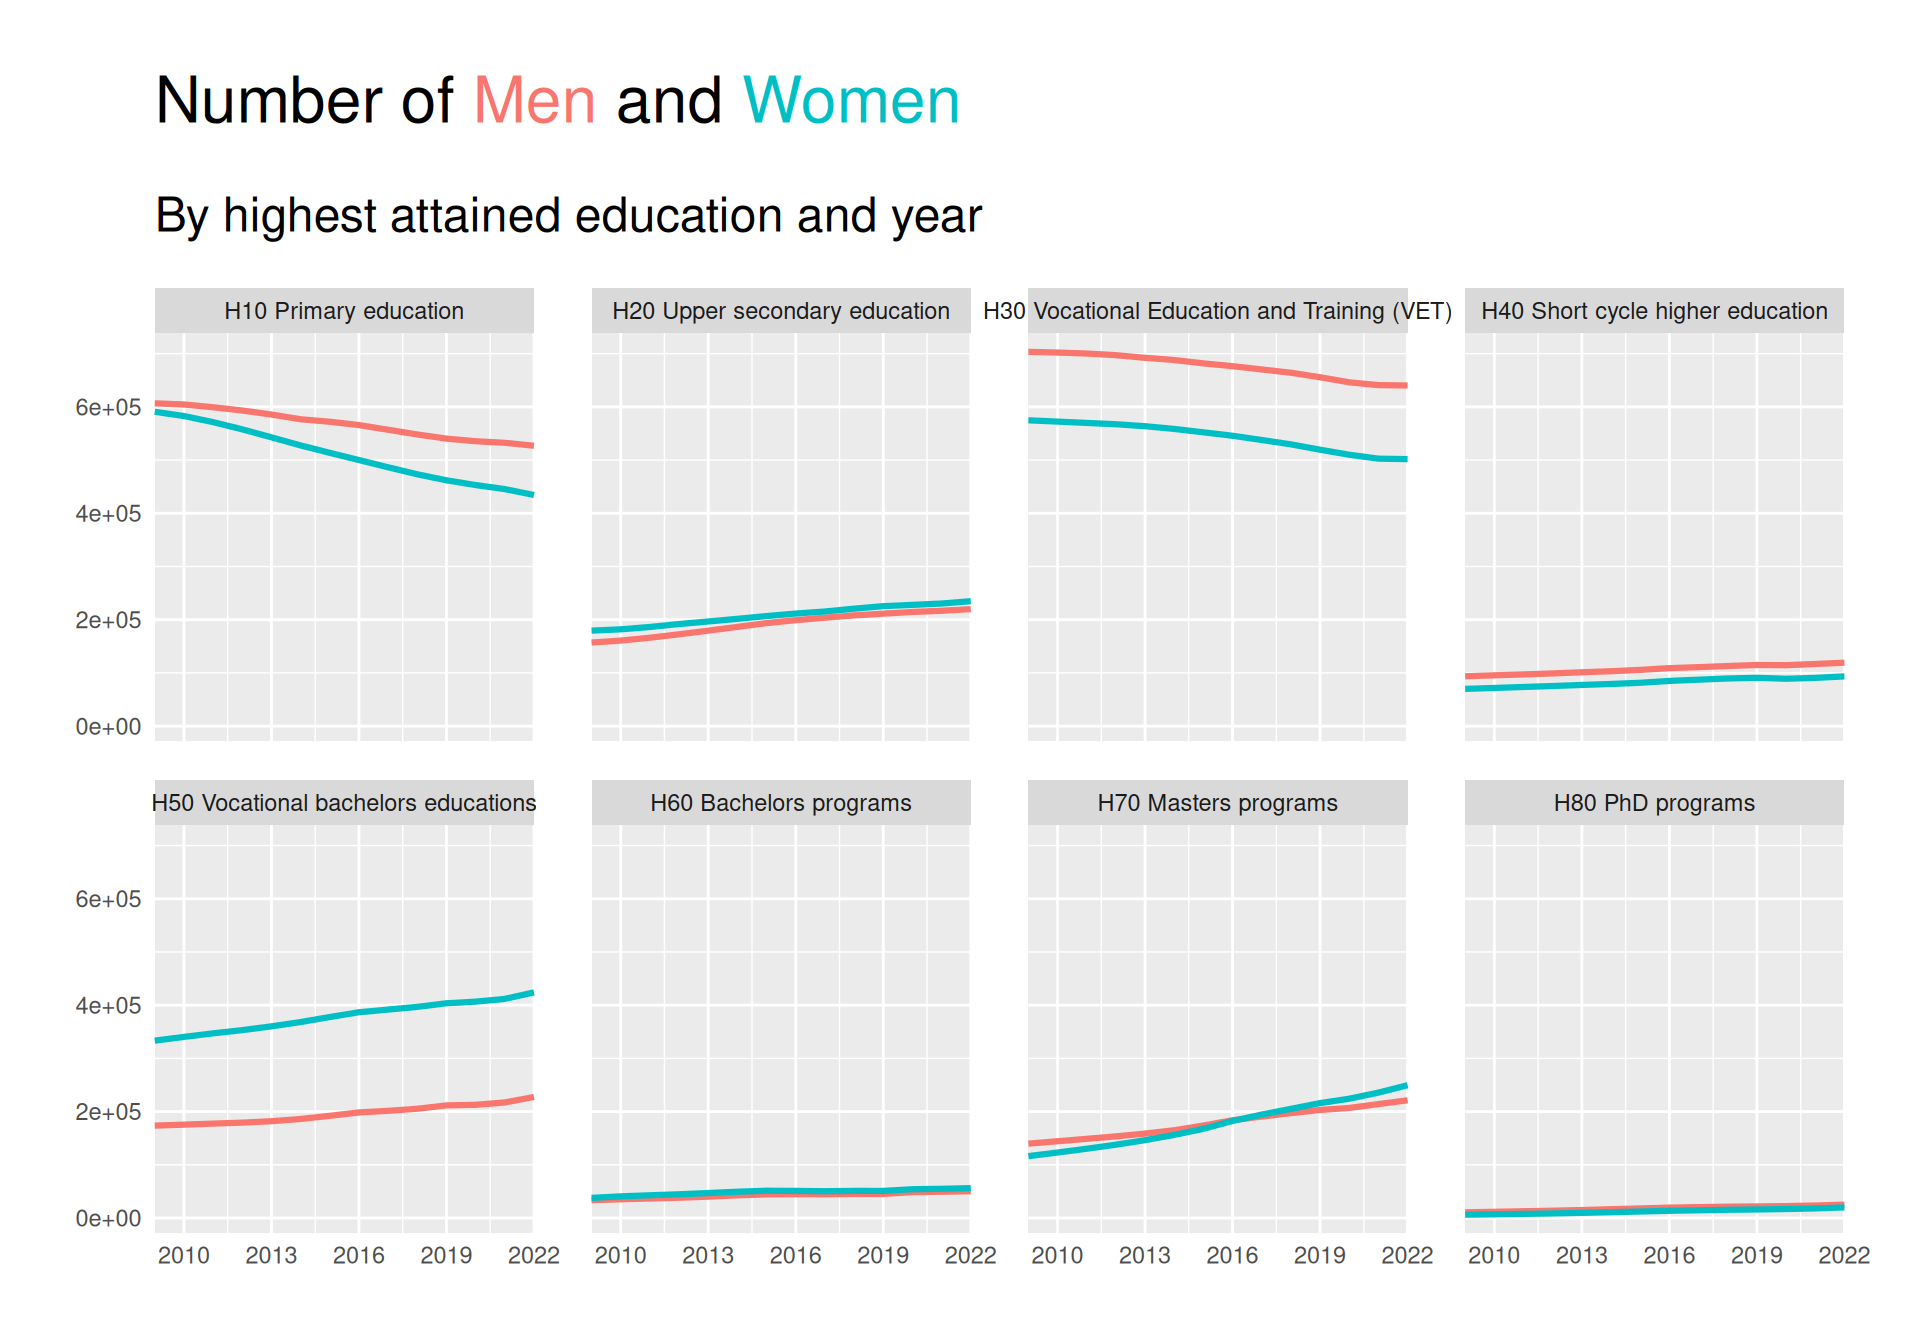 Number of Men and Women
By highest attained education and year
H10 Primary education
H20 Upper secondary education
H30 Vocational Education and Training (VET)
H40 Short cycle higher education
6e+05
4e+05
2e+05
0e+00
H50 Vocational bachelors educations
H60 Bachelors programs
H70 Masters programs
H80 PhD programs
6e+05
4e+05
2e+05
0e+00
2010 2013 2016 2019 2022
2010 2013 2016 2019 2022
2010 2013 2016 2019 2022
2010 2013 2016 2019 2022